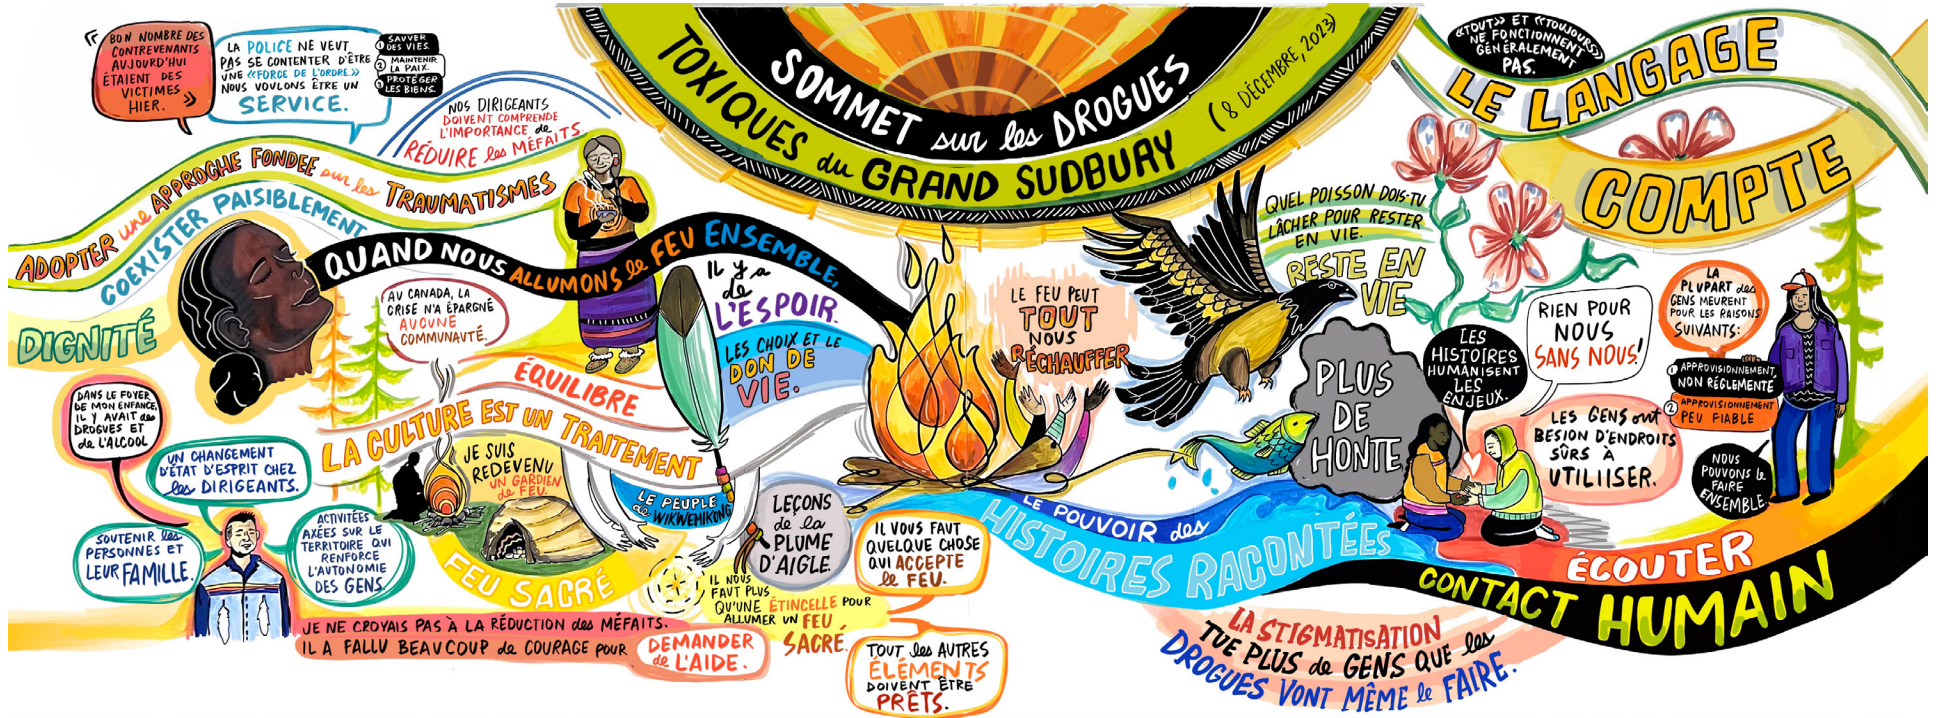 « BON NOMBRE DES
CONTREVENANTS
AUJOURD'HUI
ÉTAIENT DES
VICTIMES
HIER. »
LA POLICE NE VEUT
PAS SE CONTENTER D'ÊTRE
UNE «FORCE DE L'ORDRE.»
NOUS VOULONS ÊTRE UN
SERVICE.
1 SAUVER
DES VIES.
2 MAINTENIR
LA PAIX.
3 PROTÉGER
LES BIENS.
NOS DIRIGEANTS
DOIVENT COMPRENDE
L'IMPORTANCE de
RÉDUIRE les MÉFAITS.
ADOPTER une APPROCHE FONDEE sur les TRAUMATISMES
COEXISTER PAISIBLEMENT
DIGNITÉ
SOMMET sur les DROGUES
TOXIQUES du GRAND SUDBURY (8 DÉCEMBRE, 2023)
QUAND NOUS ALLUMONS le FEU ENSEMBLE,
IL y a
de
L'ESPOIR.
LES CHOIX ET LE
DON DE
VIE.
AU CANADA, LA
CRISE N'A ÉPARGNÉ
AUCUNE
COMMUNAUTÉ.
ÉQUILIBRE
LA CULTURE EST UN TRAITEMENT
DANS LE FOYER
DE MON ENFANCE,
IL Y AVAIT des
DROGUES ET
de L'ALCOOL
UN CHANGEMENT
D'ÉTAT D'ESPRIT CHEZ
les DIRIGEANTS.
SOUTENIR les
PERSONNES ET
LEUR FAMILLE.
ACTIVITÉES
AXÉES SUR LE
TERRITOIRE QUI
RENFORCE
L'AUTONOMIE
DES GENS.
JE SUIS
REDEVENU
UN GARDIEN
de FEU.
FEU SACRÉ
LE PEUPLE
de WIKWEMIKONG
LEÇONS
de la
PLUME
D'AIGLE.
IL NOUS
FAUT PLUS
QU'UNE ÉTINCELLE POUR
ALLUMER UN FEU
SACRÉ.
JE NE CROYAIS PAS À LA RÉDUCTION des MÉFAITS.
IL A FALLU BEAUCOUP de COURAGE POUR
DEMANDER
de L'AIDE.
IL VOUS FAUT
QUELQUE CHOSE
QUI ACCEPTE
le FEU.
TOUT les AUTRES
ÉLÉMENTS
DOIVENT ÊTRE
PRÊTS.
LE FEU PEUT
TOUT
NOUS
RÉCHAUFFER
QUEL POISSON DOIS-TU
LÂCHER POUR RESTER
EN VIE.
RESTE EN
VIE
PLUS
DE
HONTE
LE POUVOIR des
HISTOIRES RACONTÉEs
«TOUT» ET «TOUJOURS»
NE FONCTIONNENT
GÉNÉRALEMENT
PAS.
LE LANGAGE
COMPTE
LES
HISTOIRES
HUMANISENT
LES
ENJEUX.
RIEN POUR
NOUS
SANS NOUS!
LES GENS ont
BESION D'ENDROITS
SÛRS À
UTILIISER.
LA
PLUPART des
GENS MEURENT
POUR LES RAISONS
SUIVANTS:
1 APPROVISIONNEMENT
NON RÉGLEMENTÉ
2 APPROVISIONNEMENT
PEU FIABLE
NOUS
POUVONS le
FAIRE
ENSEMBLE.
ÉCOUTER
CONTACT HUMAIN
LA STIGMATISATION
TUE PLUS de GENS QUE les
DROGUES VONT MÊME le FAIRE.